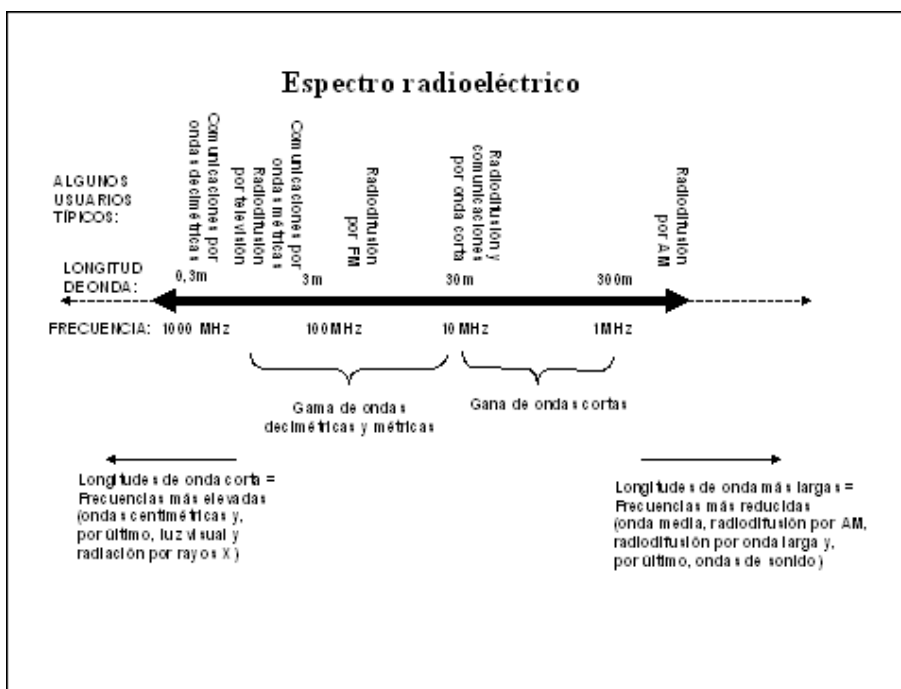 Espectro radioeléctrico
ALGUNOS
USUARIOS
TÍPICOS:
Comunicaciones por
ondas decimétricas
Radiodifusión
por televisión
Comunicaciones por
ondas métricas
Radiodifusión
por FM
Radiodifusión y
comunicaciones
por onda corta
Radiodifusión
por AM
LONGITUD
DE ONDA:
0,3m
3m
30m
300m
FRECUENCIA:
1000 MHz
100MHz
10 MHz
1MHz
Gama de ondas
decimétricas y métricas
Gana de ondas cortas
Longitudes de onda corta =
Frecuencias más elevadas
(ondas centimétricas y,
por último, luz visual y
radiación por rayos X)
Longitudes de onda más largas =
Frecuencias más reducidas
(onda media, radiodifusión por AM,
radiodifusión por onda larga y,
por último, ondas de sonido)